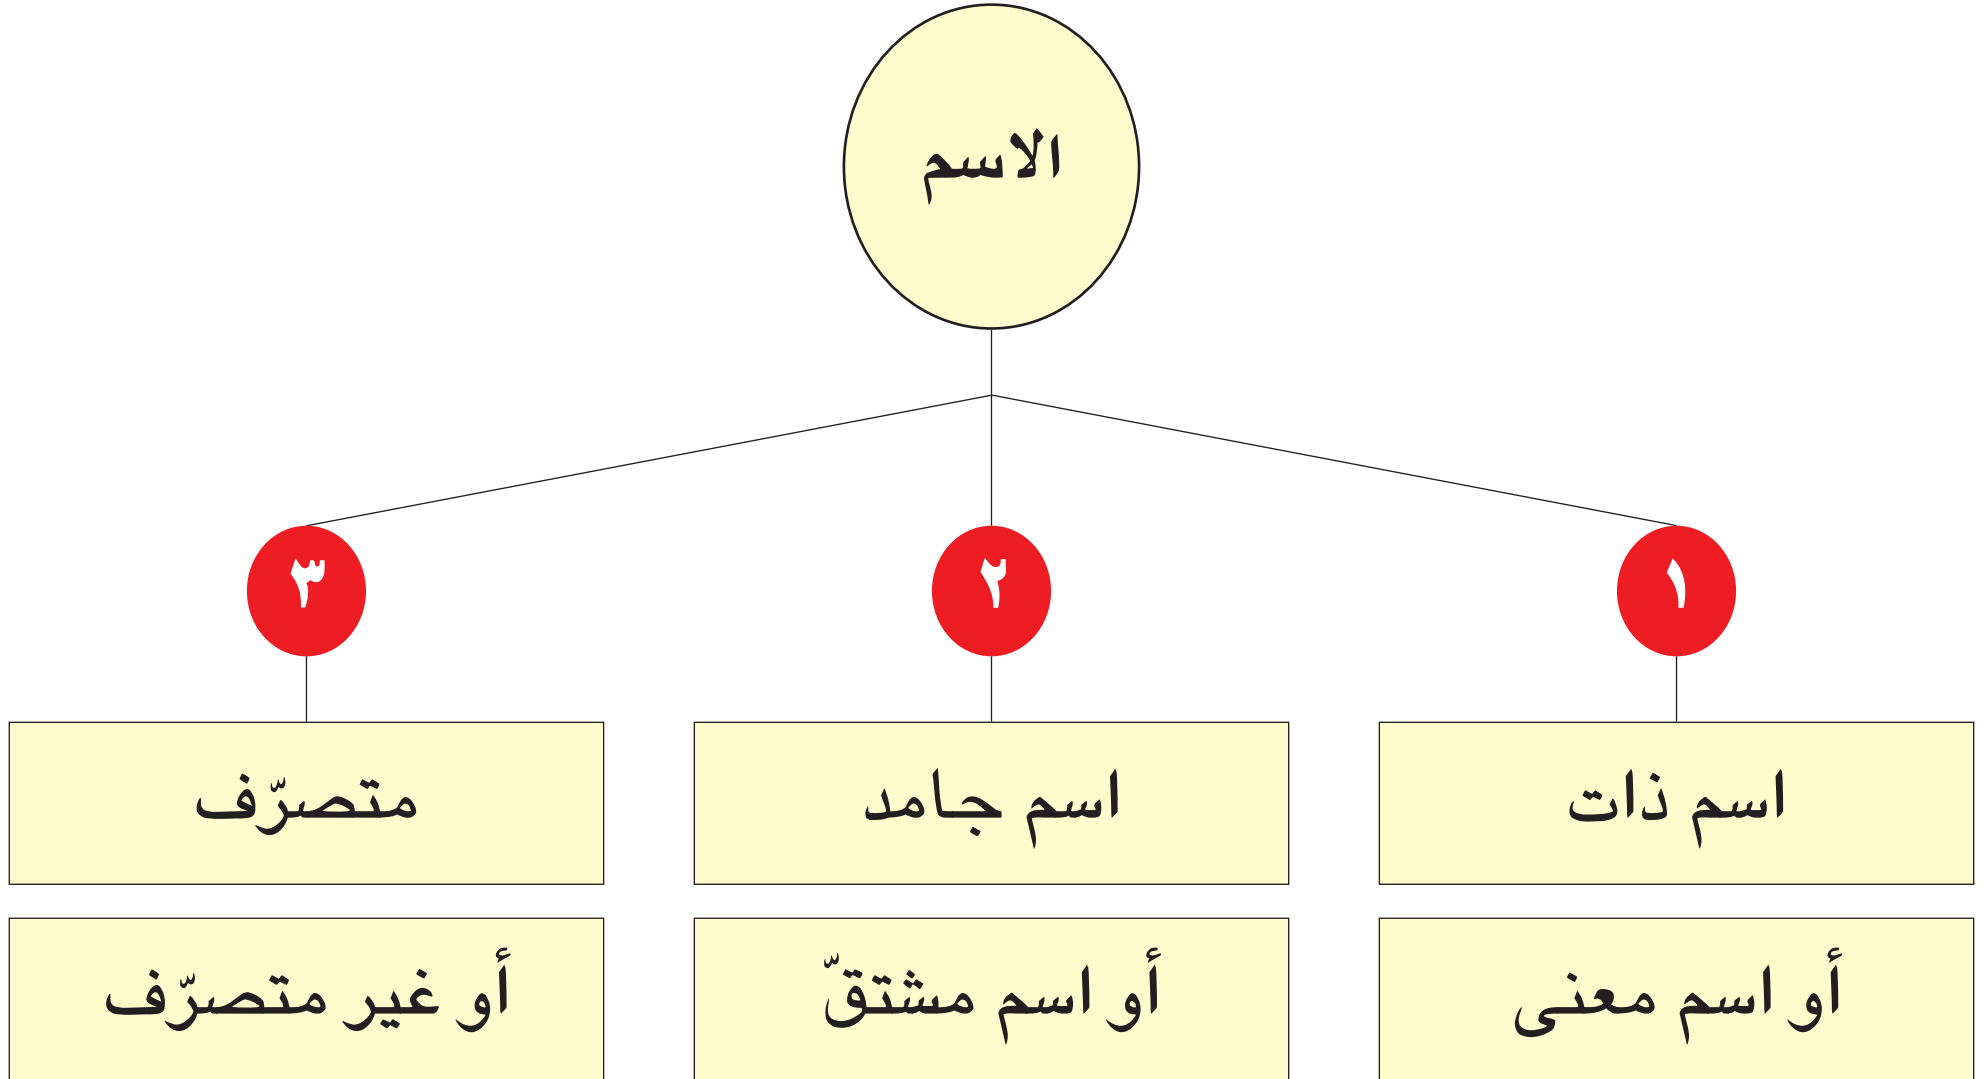 الاسم
١
٢
٣
اسم ذات
اسم جامد
متصرّف
أو اسم معنى
أو اسم مشتقّ
أو غير متصرّف